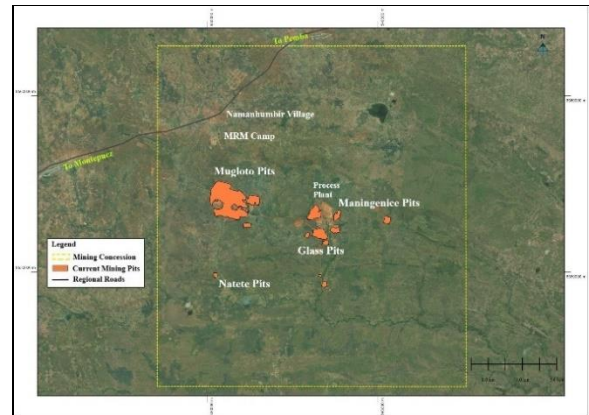 To Pemba
N
Namanhumbir Village
MRM Camp
To Montepuez
Mugloto Pits
Process
Plant
Maningenice Pits
Glass Pits
Natete Pits
Legend
Mining Concession
Current Mining Pits
Regional Roads